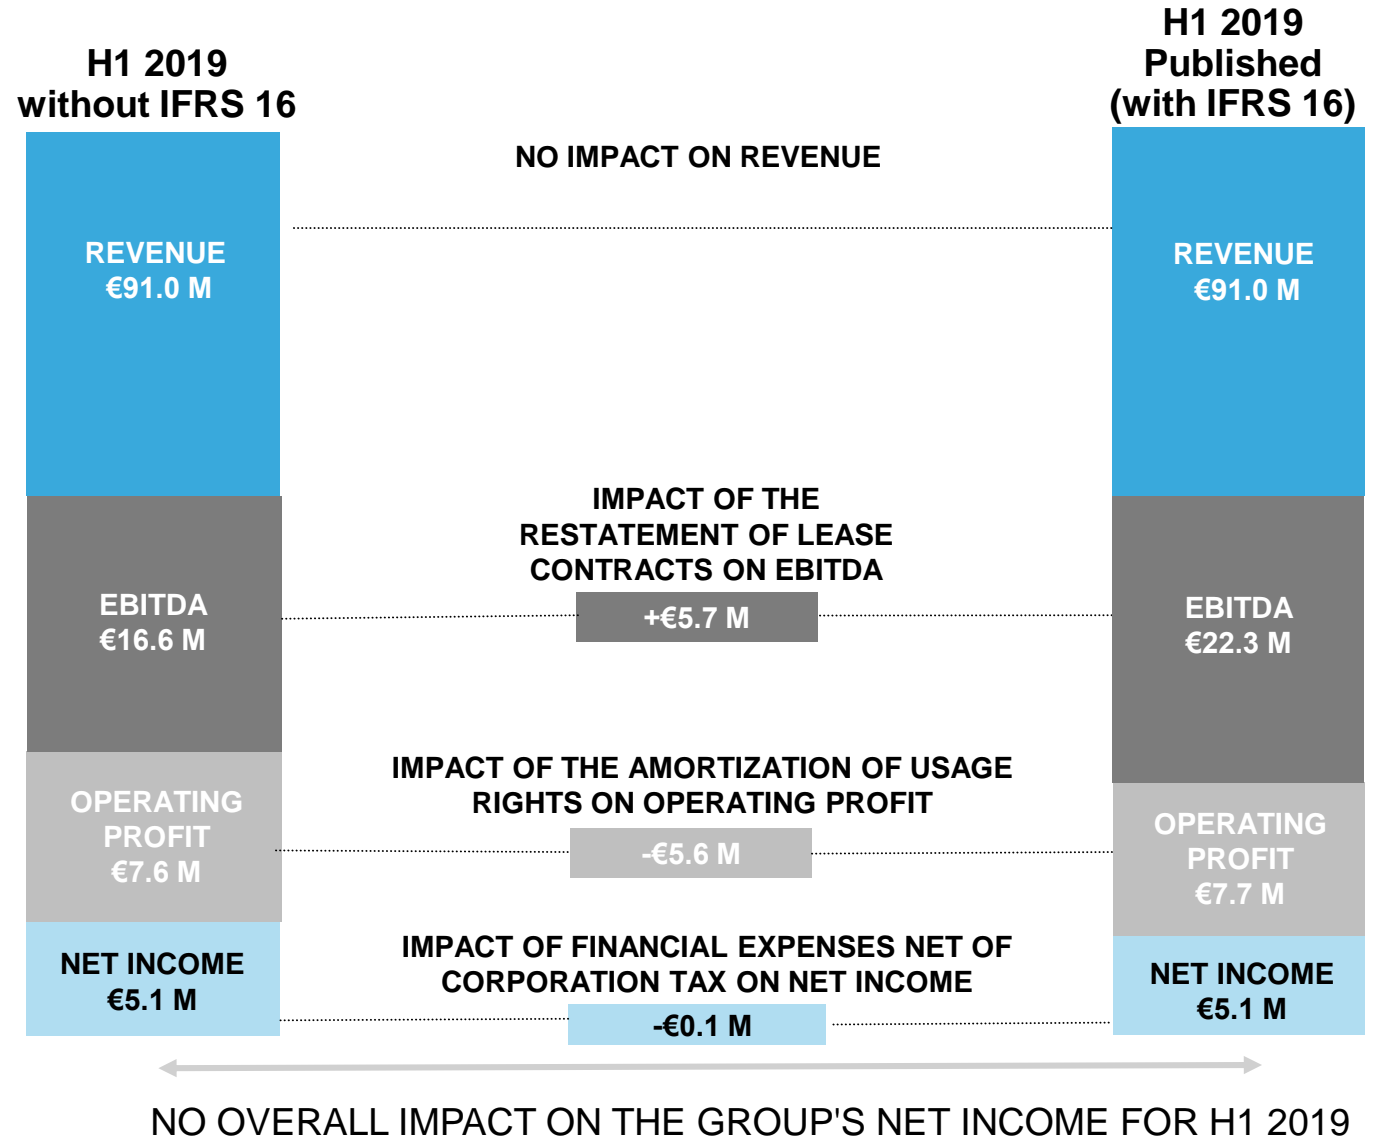 H1 2019
without IFRS 16
H1 2019
Published
(with IFRS 16)
NO IMPACT ON REVENUE
REVENUE
€91.0 M
REVENUE
€91.0 M
IMPACT OF THE
RESTATEMENT OF LEASE
CONTRACTS ON EBITDA
EBITDA
€16.6 M
+€5.7 M
EBITDA
€22.3 M
IMPACT OF THE AMORTIZATION OF USAGE
RIGHTS ON OPERATING PROFIT
OPERATING
PROFIT
€7.6 M
-€5.6 M
OPERATING
PROFIT
€7.7 M
IMPACT OF FINANCIAL EXPENSES NET OF
CORPORATION TAX ON NET INCOME
NET INCOME
€5.1 M
-€0.1 M
NET INCOME
€5.1 M
NO OVERALL IMPACT ON THE GROUP'S NET INCOME FOR H1 2019